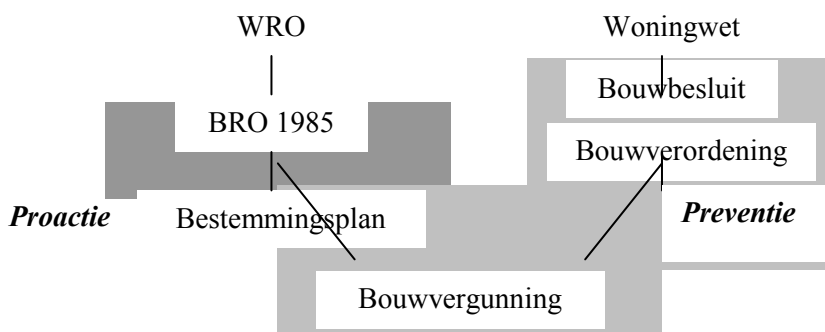 WRO
Woningwet
Bouwbesluit
BRO 1985
Bouwverordening
Proactie
Bestemmingsplan
Preventie
Bouwvergunning